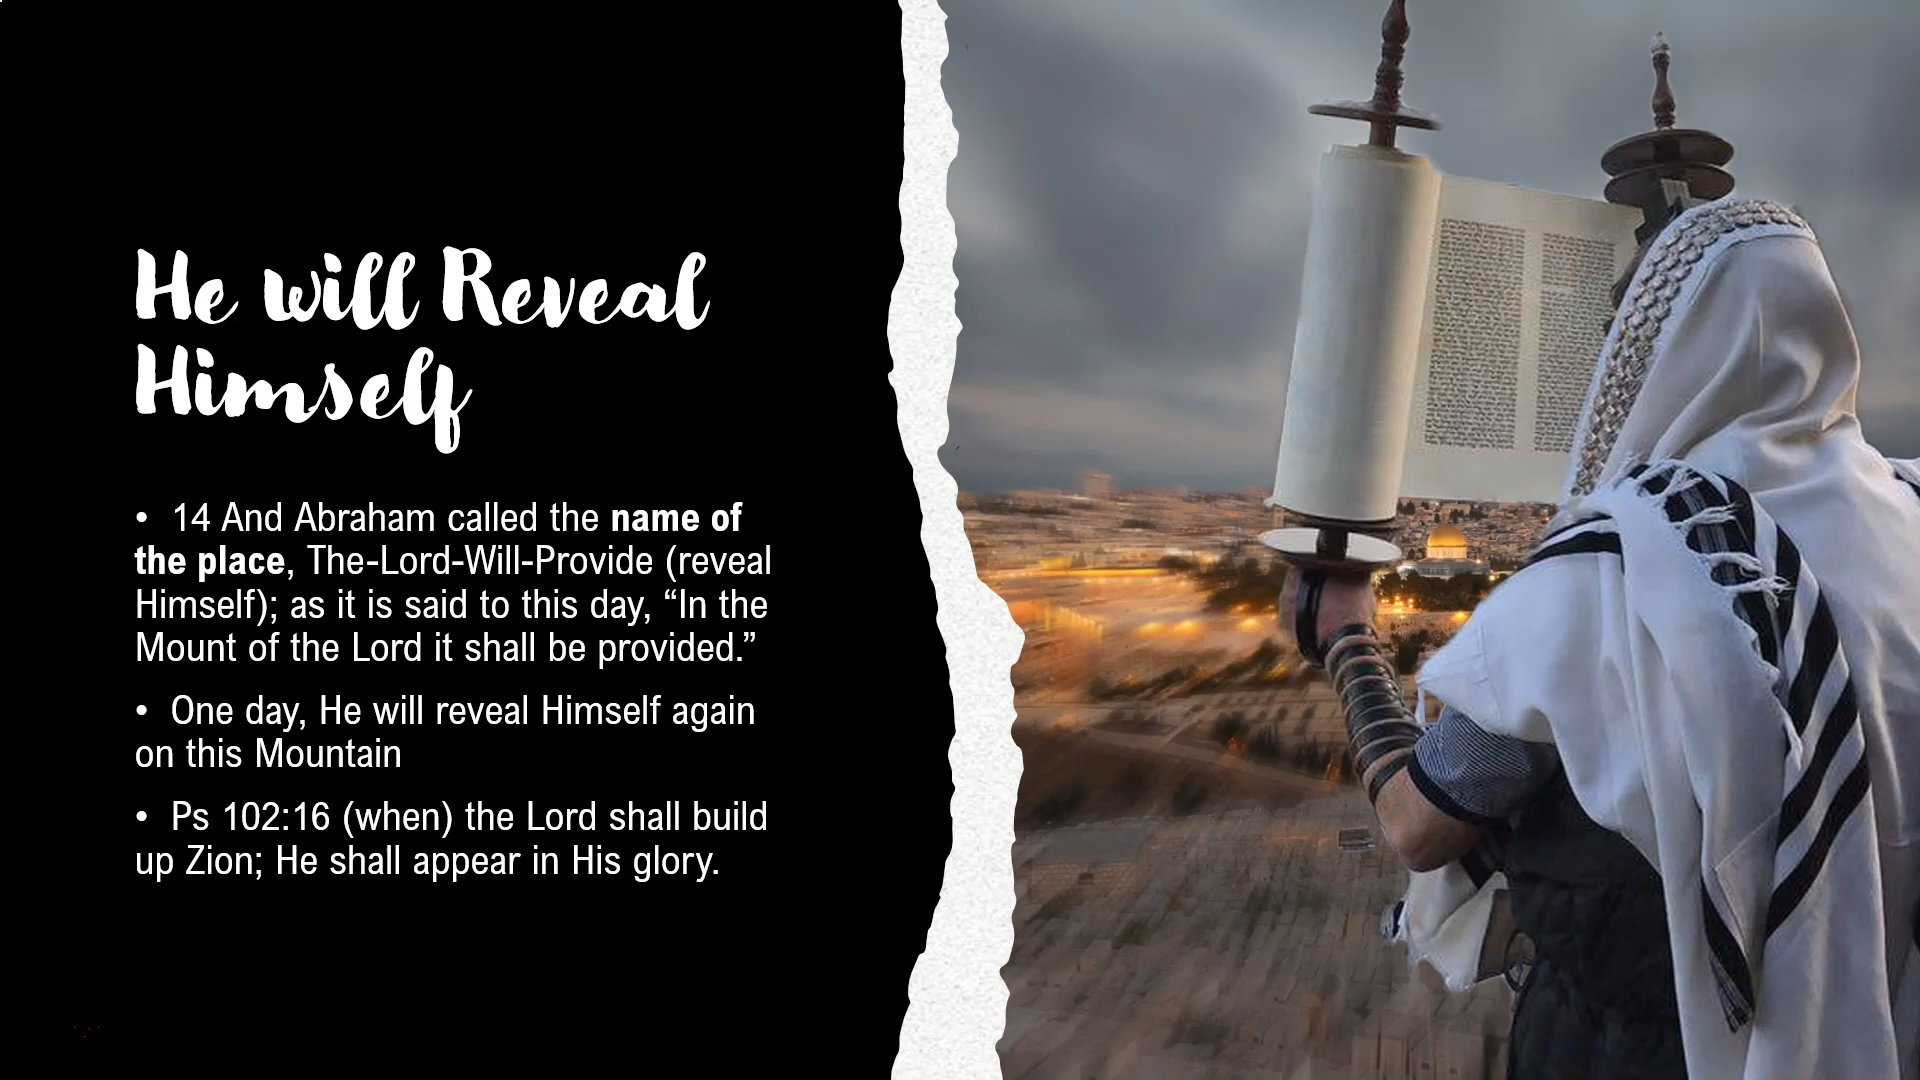 He will Reveal
Himself
• 14 And Abraham called the name of
the place, The-Lord-Will-Provide (reveal
Himself); as it is said to this day, “In the
Mount of the Lord it shall be provided.”
• One day, He will reveal Himself again
on this Mountain
• Ps 102:16 (when) the Lord shall build
up Zion; He shall appear in His glory.